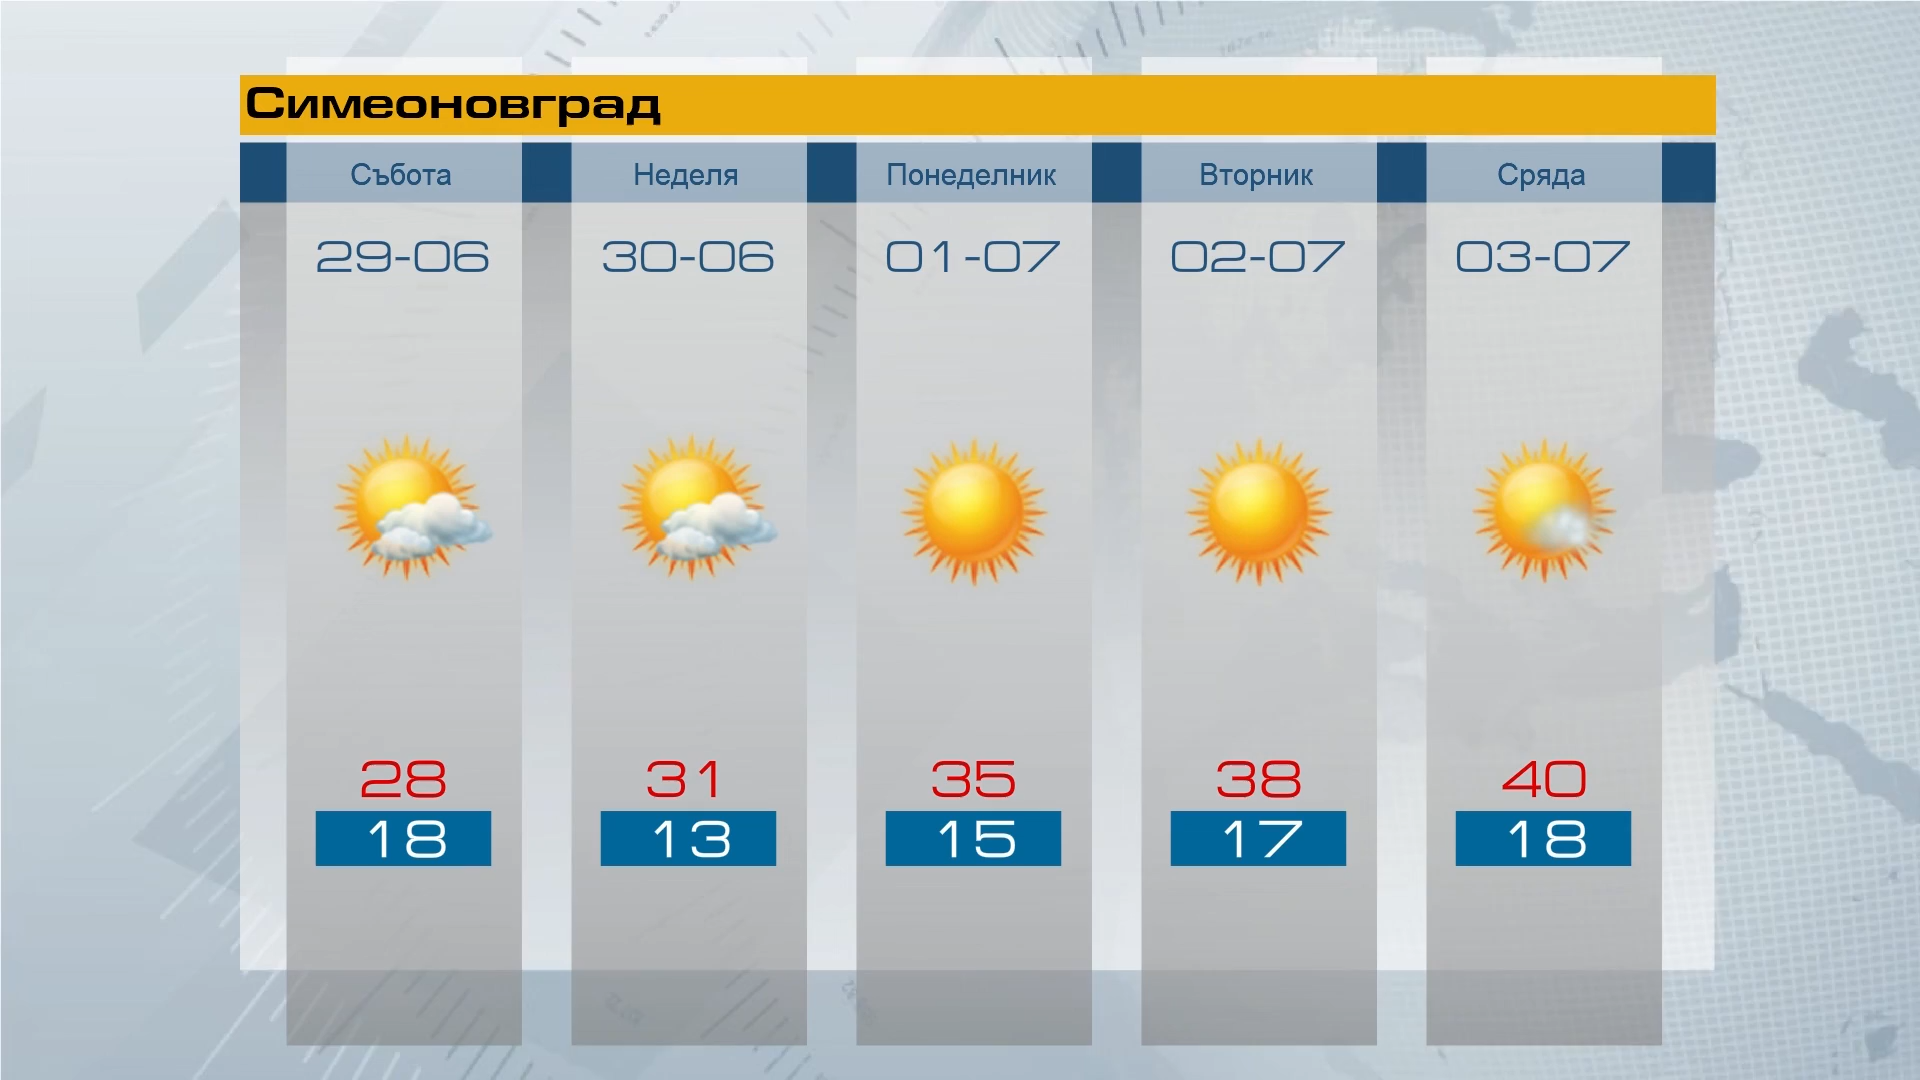 Симеоновград
Събота Неделя Понеделник Вторник Сряда
29-06 30-06 01-07 02-07 03-07
28 31 35 38 40
18 13 15 17 18